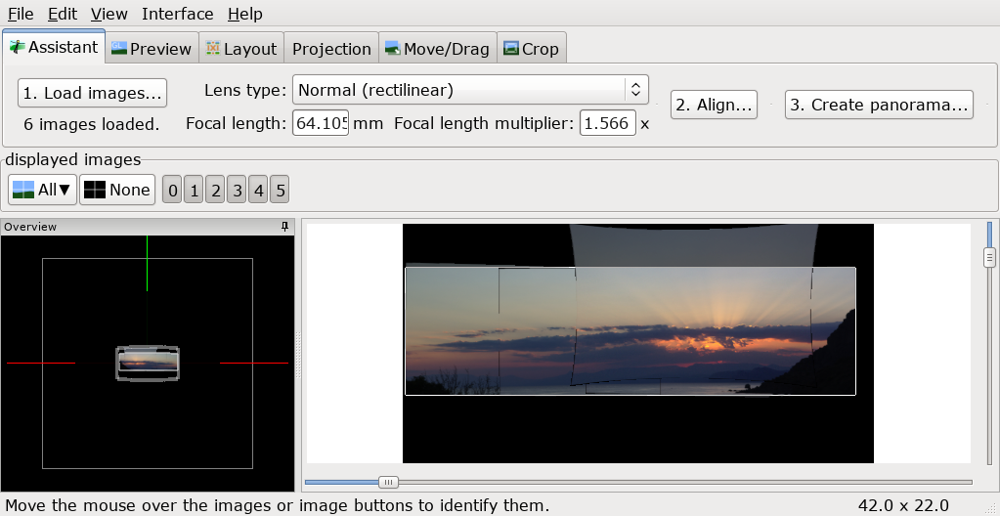 File Edit View Interface Help
Assistant Preview Layout Projection Move/Drag Crop
1. Load images... Lens type: Normal (rectilinear) 2. Align... 3. Create panorama...
6 images loaded. Focal length: 64.105 mm Focal length multiplier: 1.566 x
displayed images
All None 0 1 2 3 4 5
Overview
Move the mouse over the images or image buttons to identify them. 42.0 x 22.0